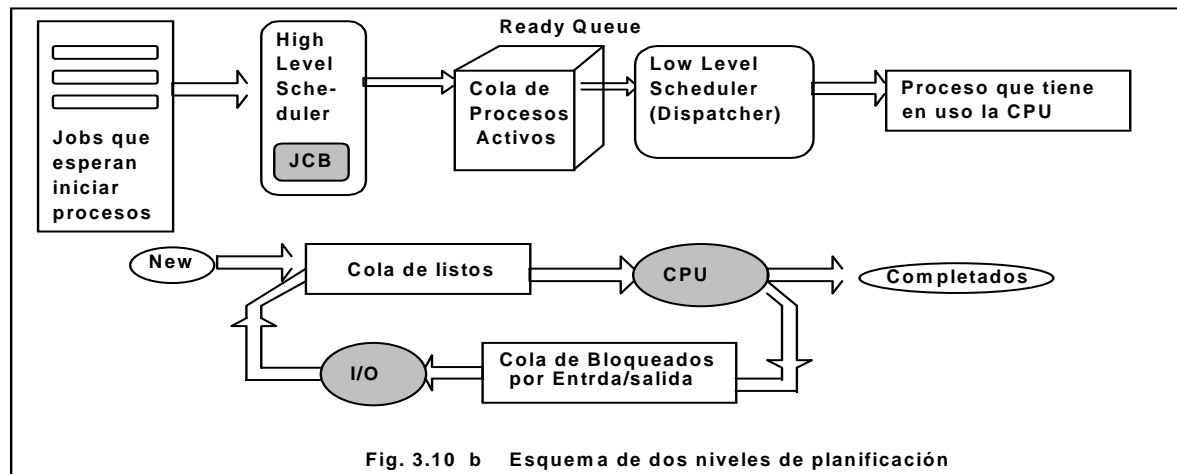 Ready Queue
Jobs que
esperan
iniciar
procesos
High
Level
Sche-
duler
JCB
Cola de
Procesos
Activos
Low Level
Scheduler
(Dispatcher)
Proceso que tiene
en uso la CPU
New
Cola de listos
CPU
Completados
I/O
Cola de Bloqueados
por Entrda/salida
Fig. 3.10 b Esquema de dos niveles de planificación